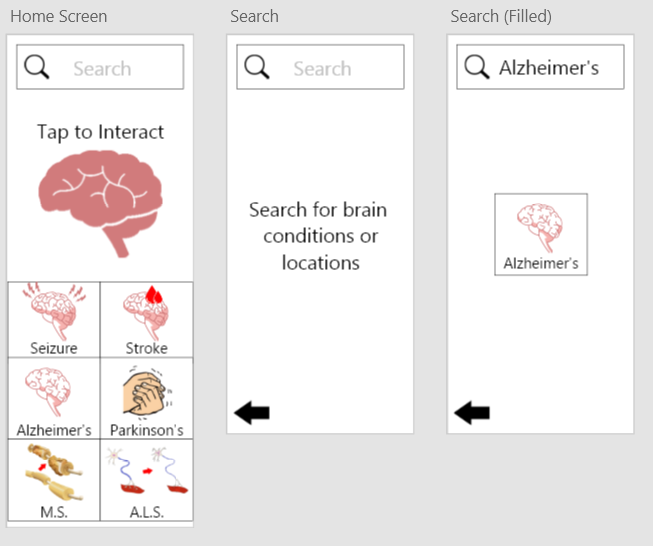 Home Screen
Search
Tap to Interact
Seizure
Stroke
Alzheimer's
Parkinson's
M.S.
A.L.S.
Search
Search
Search for brain
conditions or
locations
Search (Filled)
Alzheimer's
Alzheimer's